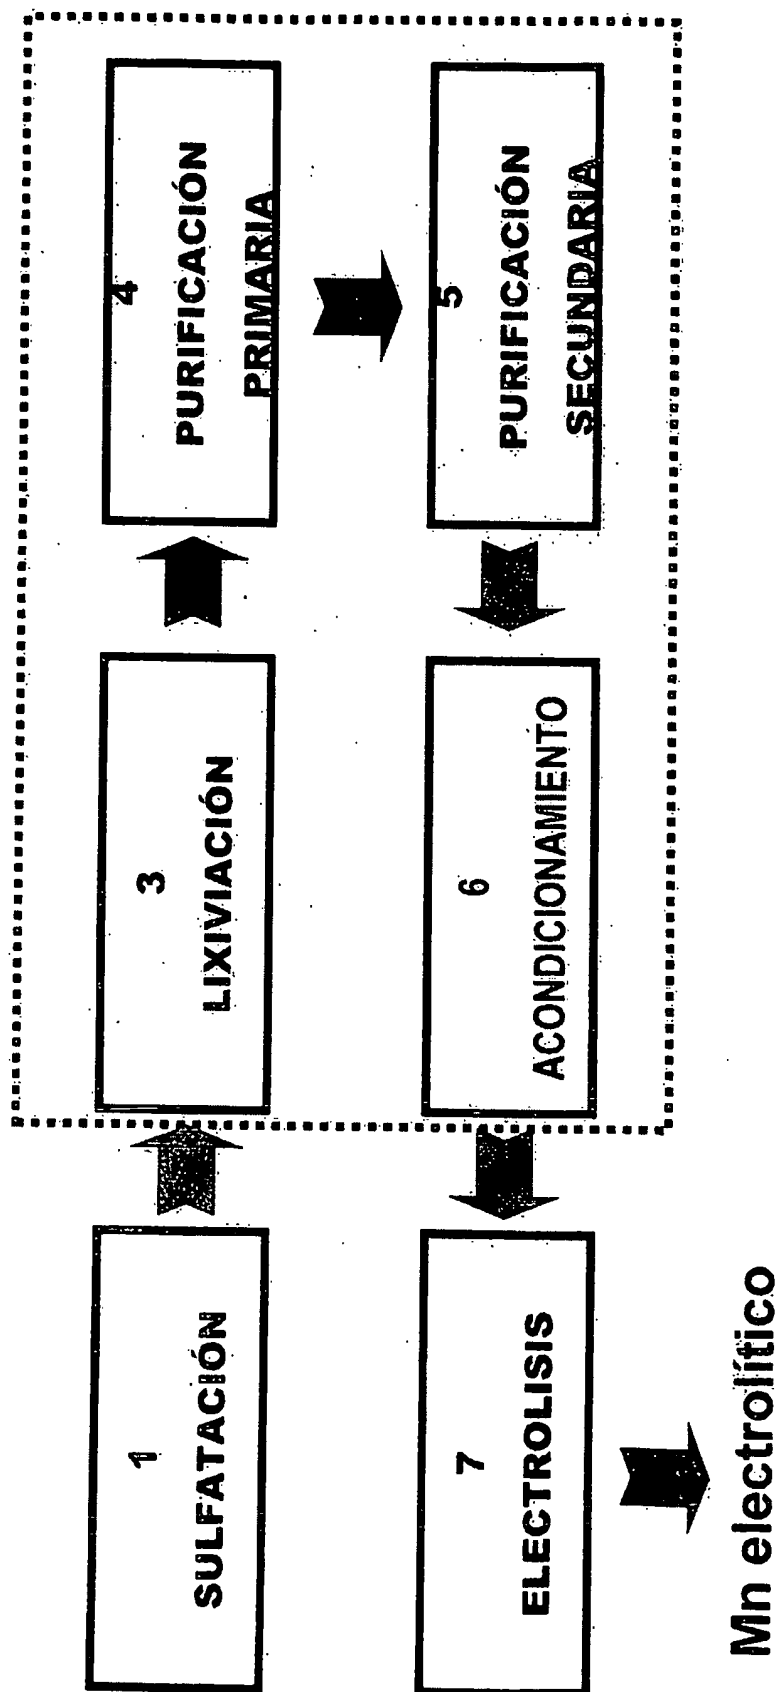 1
SULFATACIÓN
3
LIXIVIACIÓN
4
PURIFICACIÓN
PRIMARIA
5
PURIFICACIÓN
SECUNDARIA
6
ACONDICIONAMIENTO
7
ELECTROLISIS
Mn electrolítico